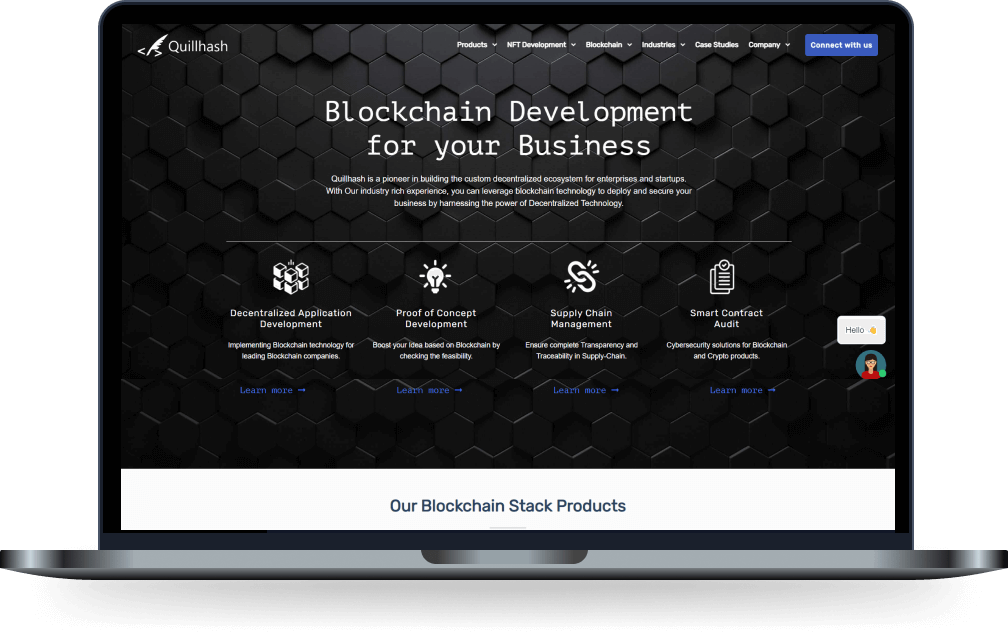 Quillhash
Products
NFT Development
Blockchain
Industries
Case Studies
Company
Connect with us
Blockchain Development
for your Business
Quillhash is a pioneer in building the custom decentralized ecosystem for enterprises and startups.
With Our industry rich experience, you can leverage blockchain technology to deploy and secure your
business by harnessing the power of Decentralized Technology.
Decentralized Application
Development
Implementing Blockchain technology for
leading Blockchain companies.
Learn more →
Proof of Concept
Development
Boost your idea based on Blockchain by
checking the feasibility.
Learn more →
Supply Chain
Management
Ensure complete Transparency and
Traceability in Supply-Chain.
Learn more →
Smart Contract
Audit
Cybersecurity solutions for Blockchain
and Crypto products.
Learn more →
Hello 👋
Our Blockchain Stack Products